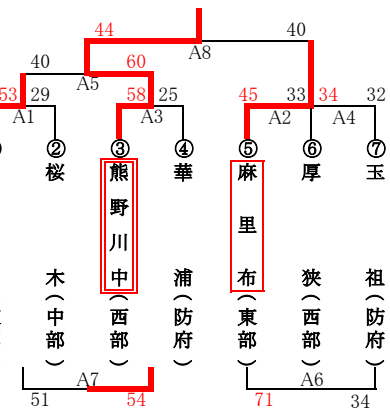 44
A8
40
40
A5
60
53
29
A1
58
25
A3
45
33
A2
34
32
A4
② 桜木（中部）
③ 熊野川中（西部）
④ 華浦（防府）
⑤ 麻里布（東部）
⑥ 厚狭（西部）
⑦ 玉祖（防府）
A7
51
54
A6
71
34